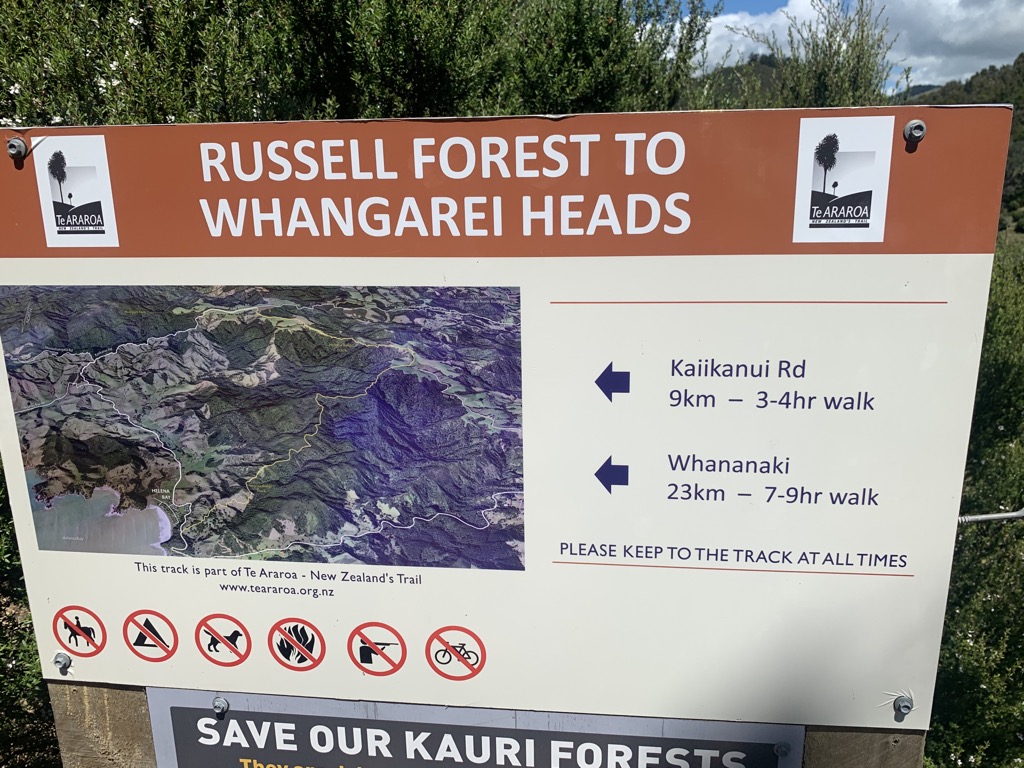 RUSSELL FOREST TO
WHANGAREI HEADS
Te ARAROA
NEW ZEALAND'S TRAIL
Te ARAROA
NEW ZEALAND'S TRAIL
HELENA
BAY
Kaiikanui Rd
9km – 3-4hr walk
Whananaki
23km – 7-9hr walk
PLEASE KEEP TO THE TRACK AT ALL TIMES
This track is part of Te Araroa - New Zealand's Trail
www.teararoa.org.nz
SAVE OUR KAURI FORESTS